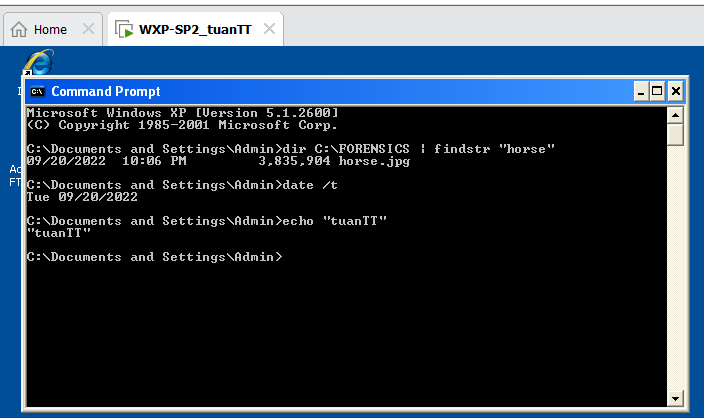 Home
WXP-SP2_tuanTT
Command Prompt
Microsoft Windows XP [Version 5.1.2600]
(C) Copyright 1985-2001 Microsoft Corp.
C:\Documents and Settings\Admin>dir C:\FORENSICS | findstr "horse"
09/20/2022  10:06 PM         3,835,904 horse.jpg
C:\Documents and Settings\Admin>date /t
Tue 09/20/2022
C:\Documents and Settings\Admin>echo "tuanTT"
"tuanTT"
C:\Documents and Settings\Admin>